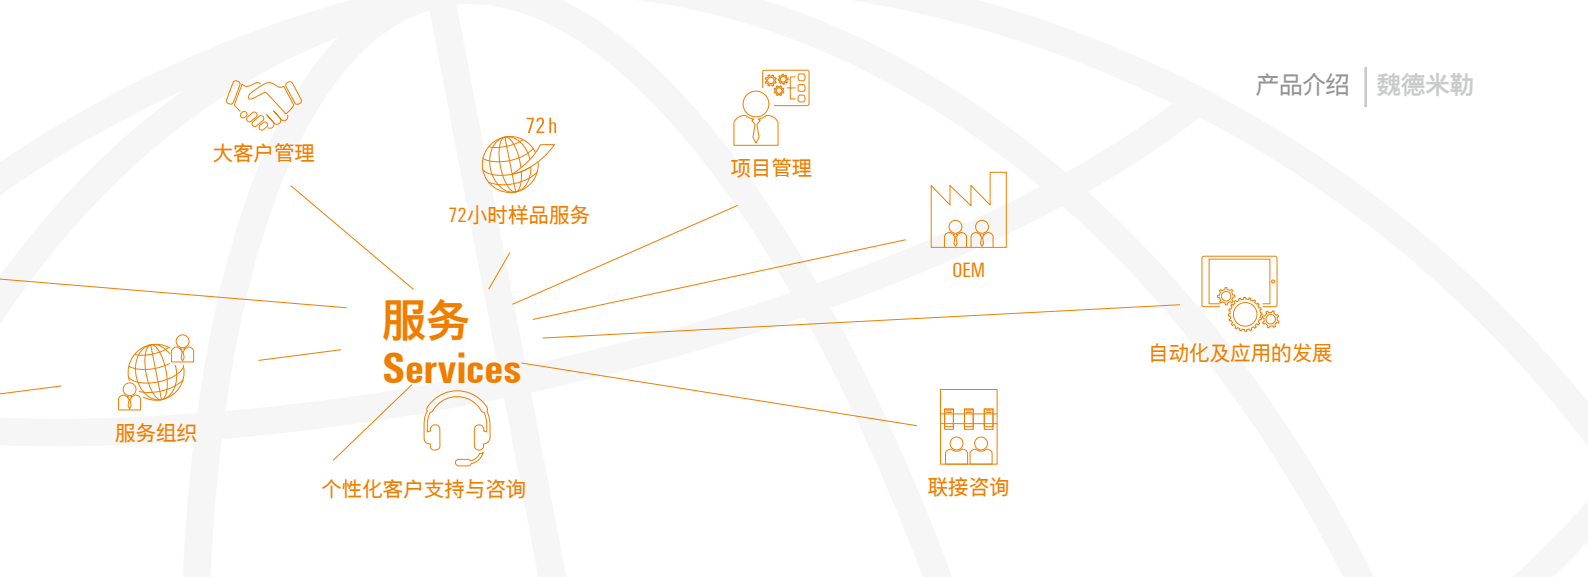 产品介绍 魏德米勒
大客户管理
72 h
72小时样品服务
项目管理
OEM
自动化及应用的发展
服务
Services
服务组织
个性化客户支持与咨询
联接咨询